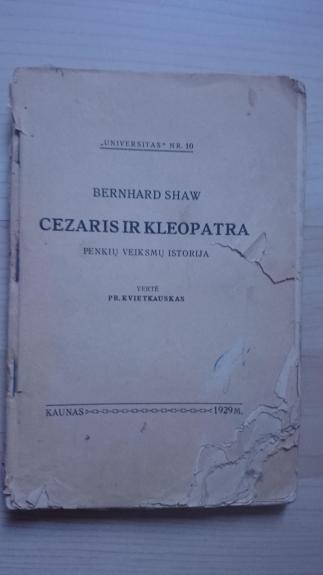 „UNIVERSITAS“ NR. 10
BERNHARD SHAW
CEZARIS IR KLEOPATRA
PENKIŲ VEIKSMŲ ISTORIJA
VERTĖ
PR. KVIETKAUSKAS
KAUNAS 1929 M.